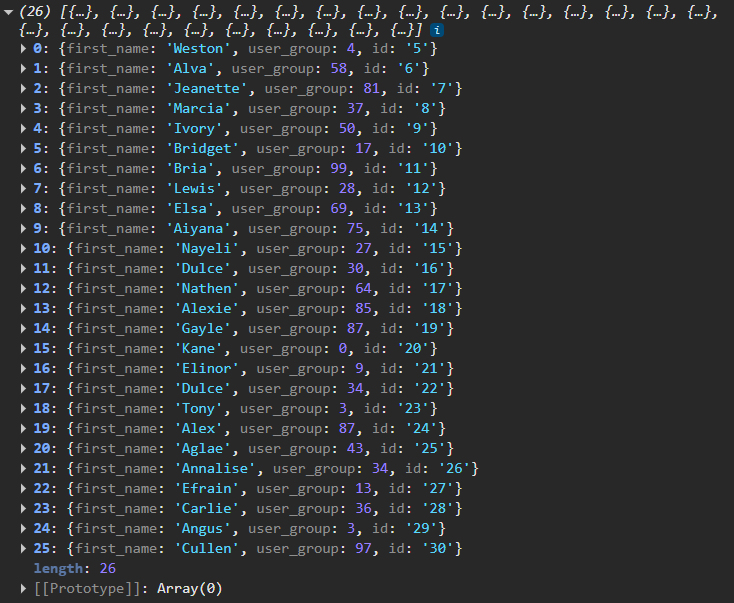 (26) [{…}, {…}, {…}, {…}, {…}, {…}, {…}, {…}, {…}, {…}, {…}, {…}, {…}, {…}, {…}, {…},
{…}, {…}, {…}, {…}, {…}, {…}, {…}, {…}, {…}, {…}] i
0: {first_name: 'Weston', user_group: 4, id: '5'}
1: {first_name: 'Alva', user_group: 58, id: '6'}
2: {first_name: 'Jeanette', user_group: 81, id: '7'}
3: {first_name: 'Marcia', user_group: 37, id: '8'}
4: {first_name: 'Ivory', user_group: 50, id: '9'}
5: {first_name: 'Bridget', user_group: 17, id: '10'}
6: {first_name: 'Bria', user_group: 99, id: '11'}
7: {first_name: 'Lewis', user_group: 28, id: '12'}
8: {first_name: 'Elsa', user_group: 69, id: '13'}
9: {first_name: 'Aiyana', user_group: 75, id: '14'}
10: {first_name: 'Nayeli', user_group: 27, id: '15'}
11: {first_name: 'Dulce', user_group: 30, id: '16'}
12: {first_name: 'Nathen', user_group: 64, id: '17'}
13: {first_name: 'Alexie', user_group: 85, id: '18'}
14: {first_name: 'Gayle', user_group: 87, id: '19'}
15: {first_name: 'Kane', user_group: 0, id: '20'}
16: {first_name: 'Elinor', user_group: 9, id: '21'}
17: {first_name: 'Dulce', user_group: 34, id: '22'}
18: {first_name: 'Tony', user_group: 3, id: '23'}
19: {first_name: 'Alex', user_group: 87, id: '24'}
20: {first_name: 'Aglae', user_group: 43, id: '25'}
21: {first_name: 'Annalise', user_group: 34, id: '26'}
22: {first_name: 'Efrain', user_group: 13, id: '27'}
23: {first_name: 'Carlie', user_group: 36, id: '28'}
24: {first_name: 'Angus', user_group: 3, id: '29'}
25: {first_name: 'Cullen', user_group: 97, id: '30'}
length: 26
[[Prototype]]: Array(0)